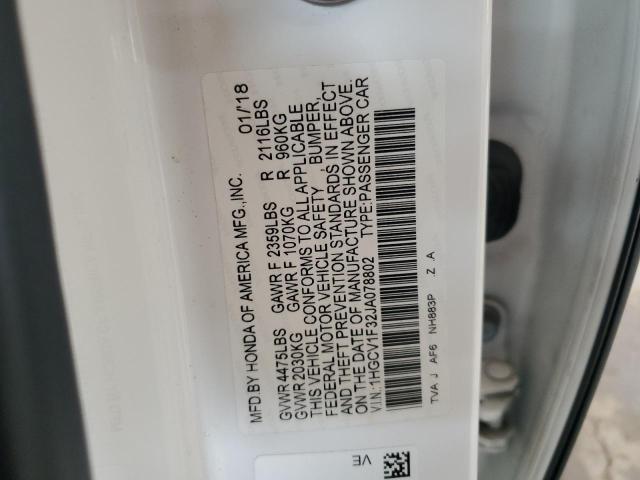 MFD.BY HONDA OF AMERICA MFG.,INC. 01/'18
GVWR 4475LBS GAWR F 2359LBS R 2116LBS
GVWR 2030KG GAWR F 1070KG R 960KG
THIS VEHICLE CONFORMS TO ALL APPLICABLE
FEDERAL MOTOR VEHICLE SAFETY, BUMPER,
AND THEFT PREVENTION STANDARDS IN EFFECT
ON THE DATE OF MANUFACTURE SHOWN ABOVE.
V.I.N.:1HGCV1F32JA078802 TYPE:PASSENGER CAR
TVA J AF6 NH883P Z A
VE